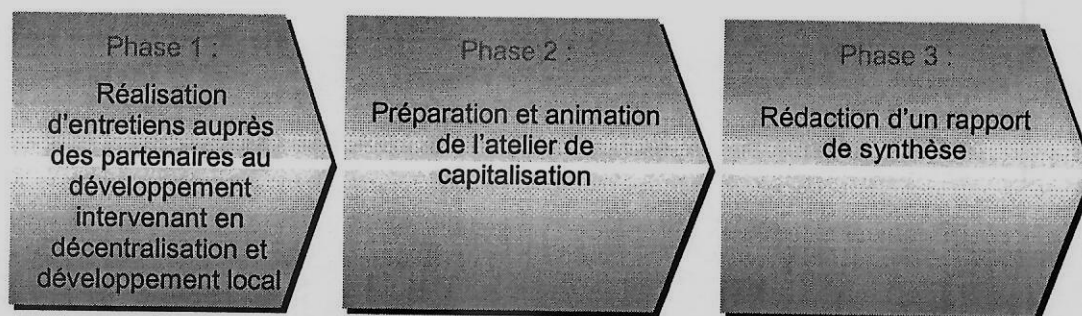 Phase 1 :
Réalisation
d'entretiens auprès
des partenaires au
développement
intervenant en
décentralisation et
développement local
Phase 2 :
Préparation et animation
de l'atelier de
capitalisation
Phase 3 :
Rédaction d'un rapport
de synthèse